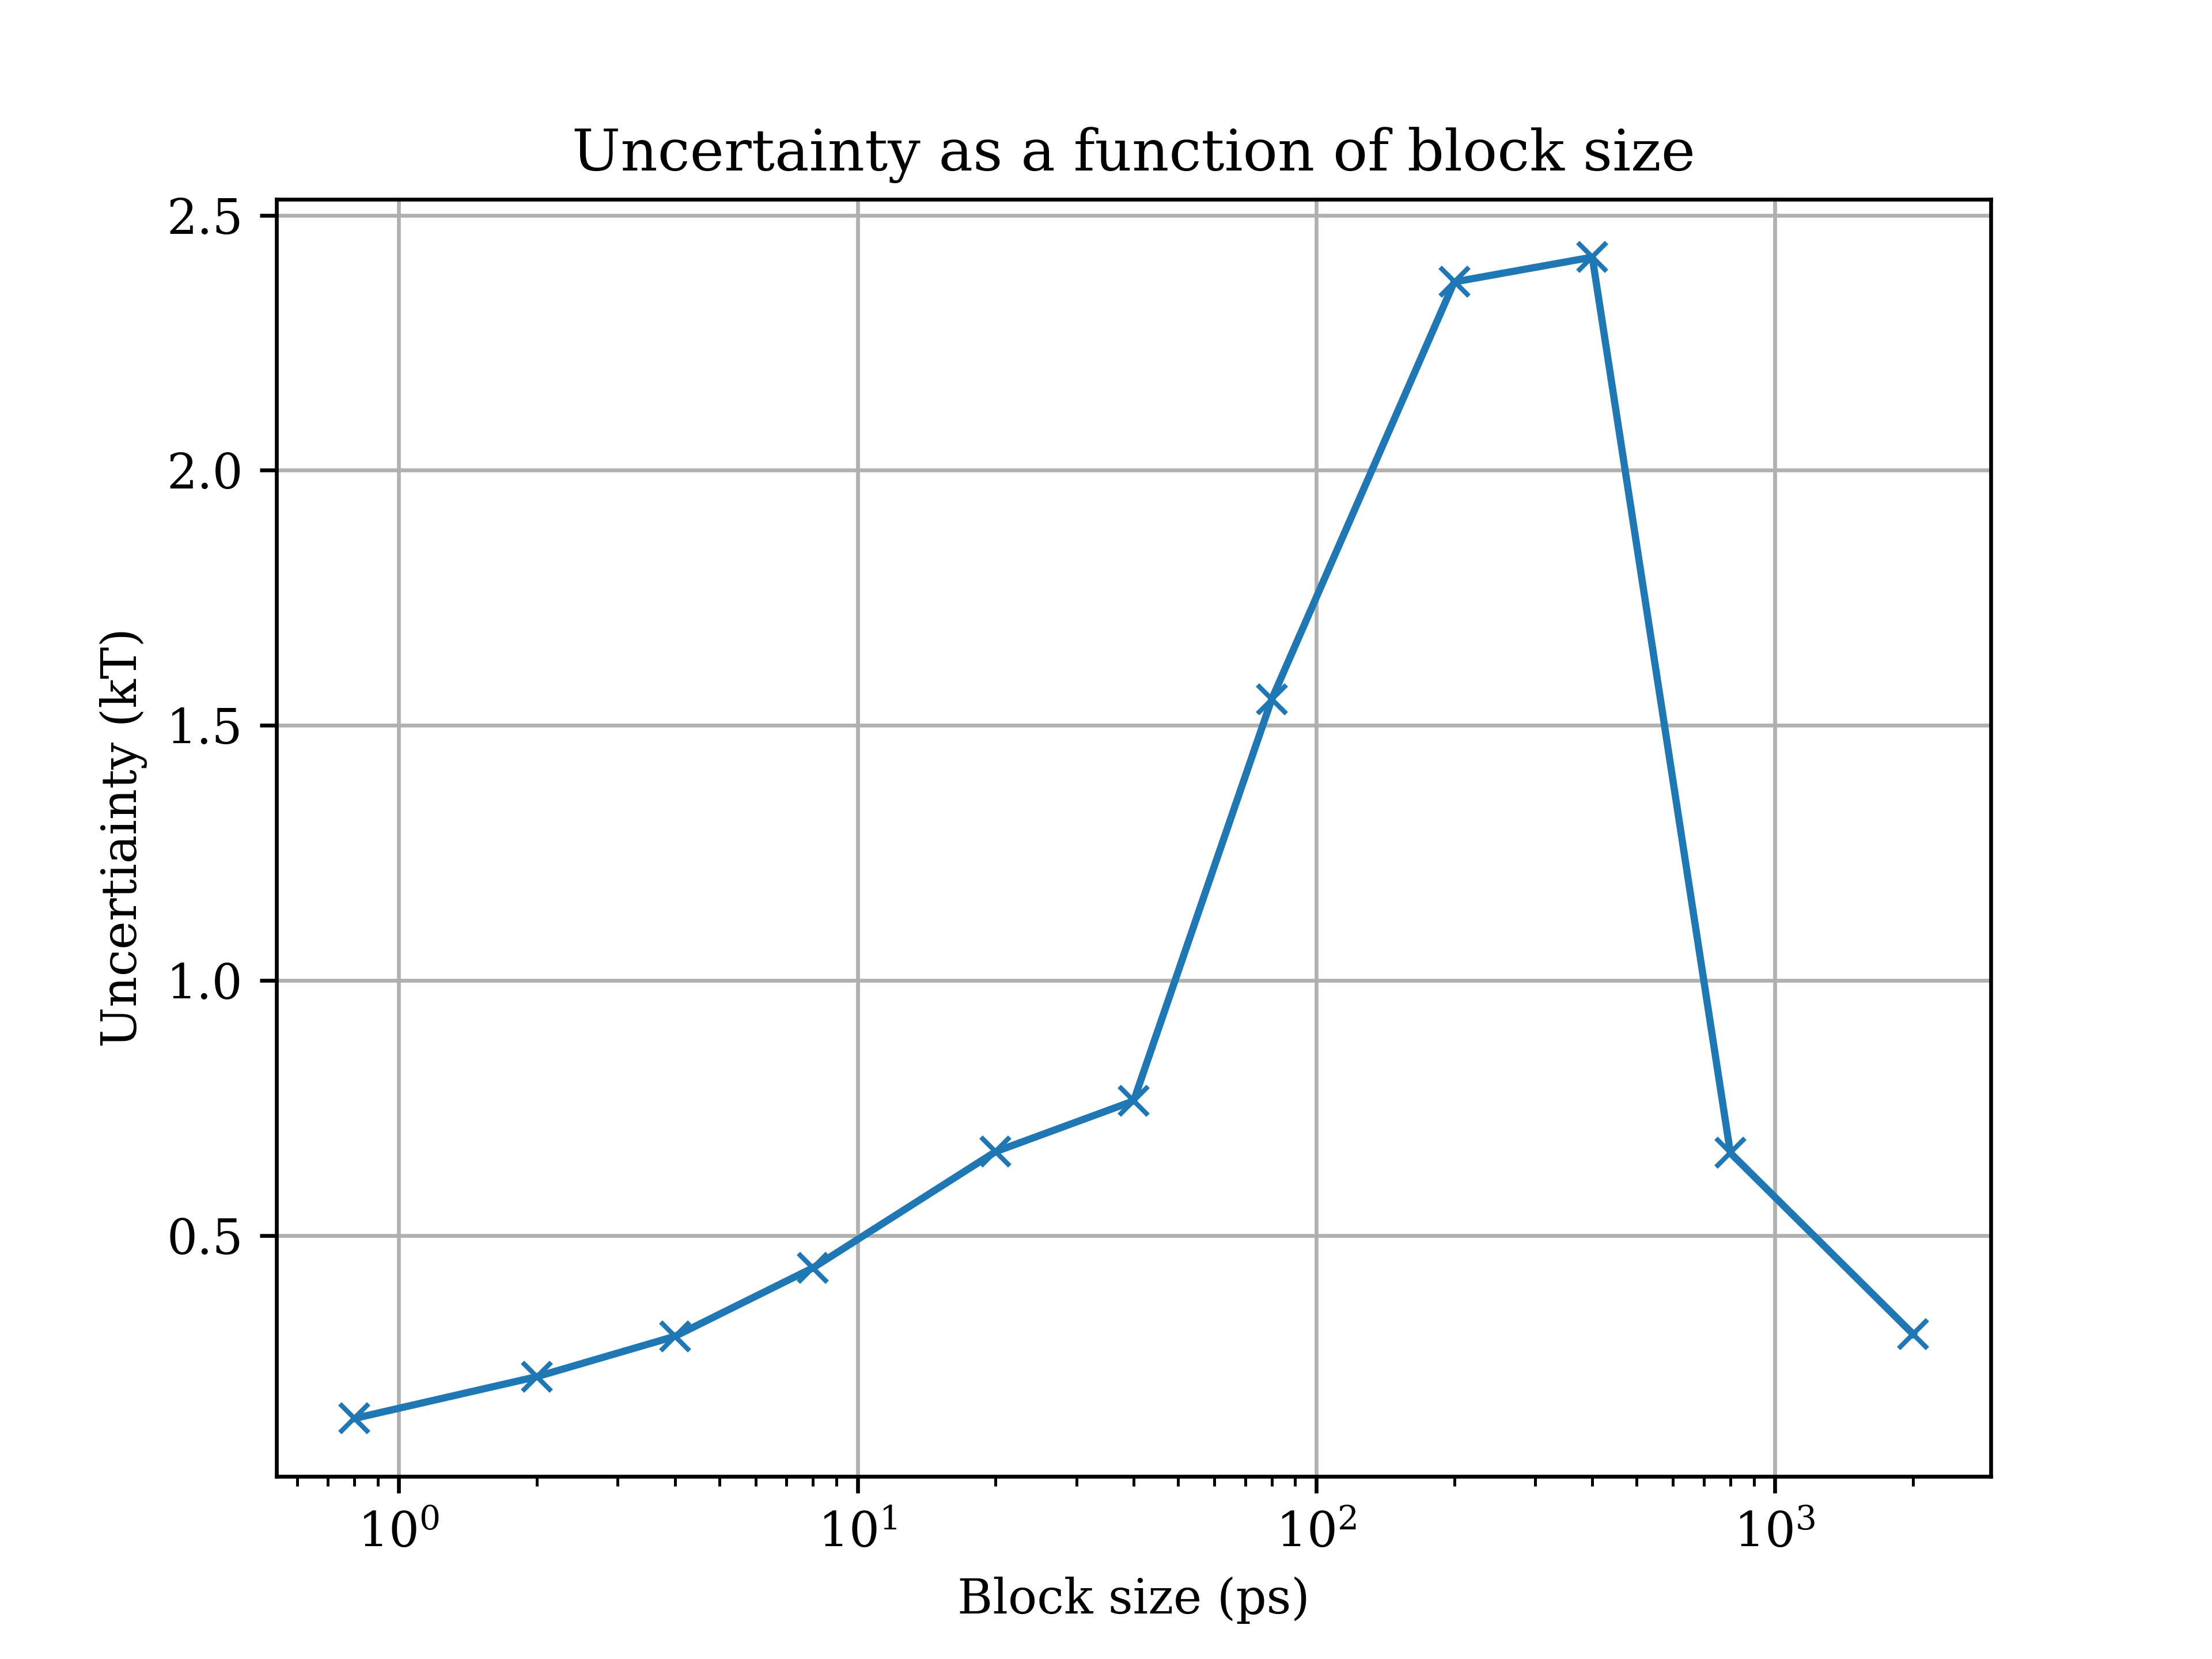 Uncertainty as a function of block size
2.5
2.0
1.5
1.0
0.5
Uncertiainty (kT)
10⁰ 10¹ 10² 10³
Block size (ps)